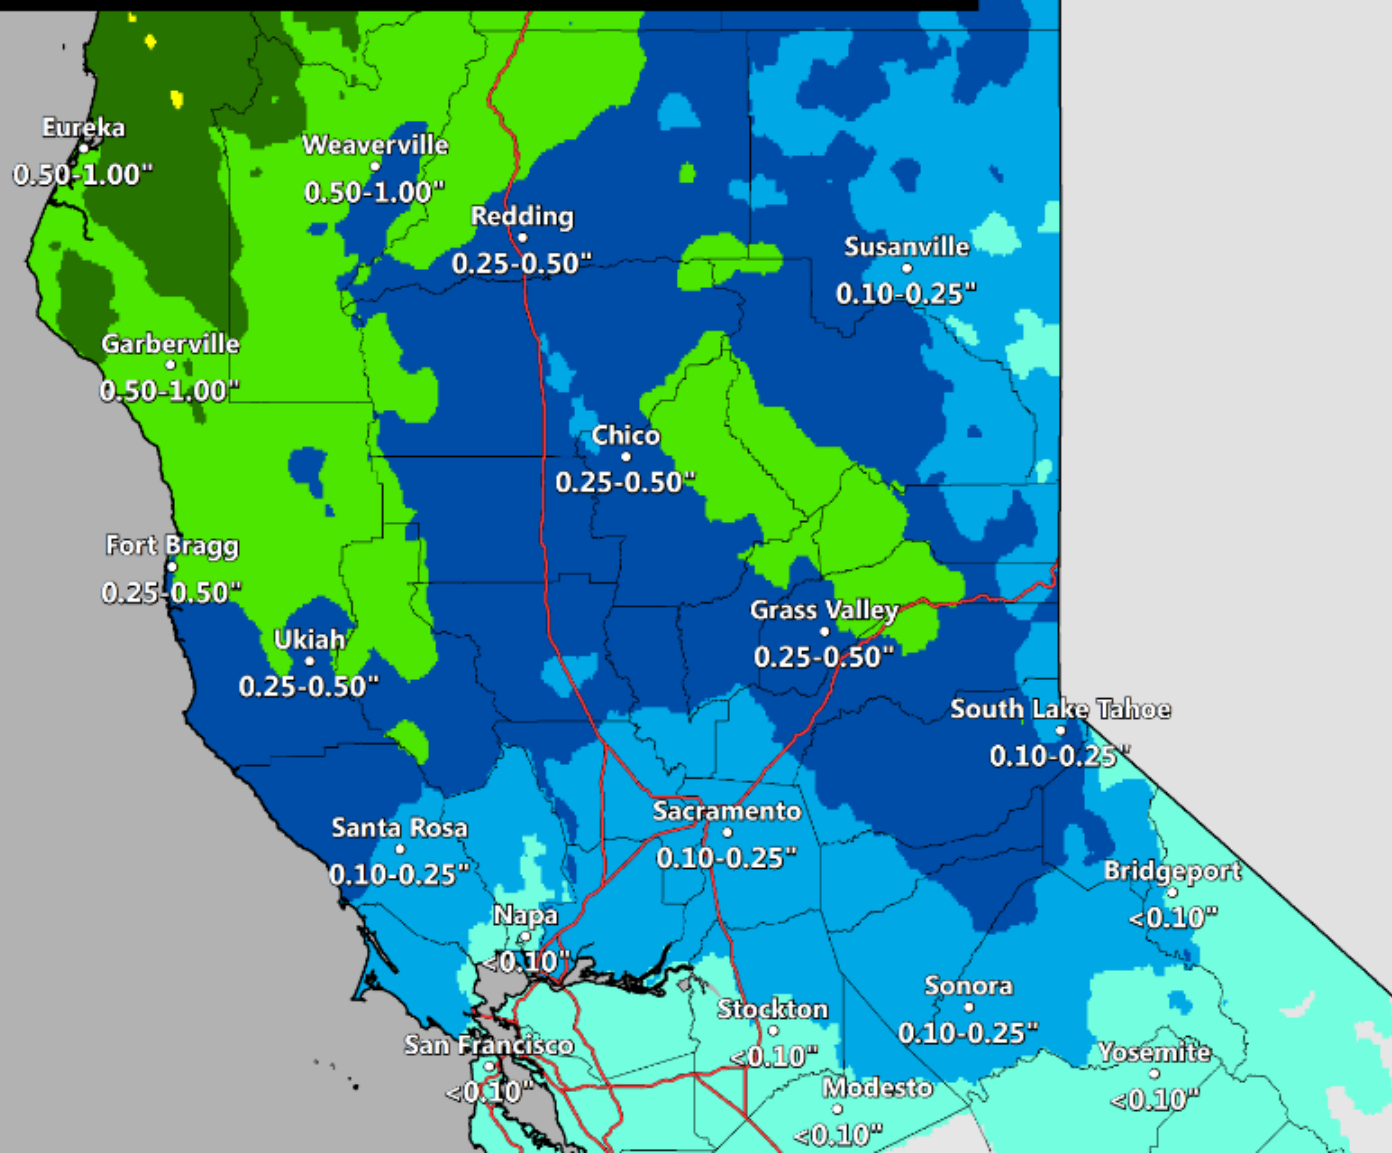 Eureka
0.50-1.00"
Weaverville
0.50-1.00"
Redding
0.25-0.50"
Susanville
0.10-0.25"
Garberville
0.50-1.00"
Chico
0.25-0.50"
Fort Bragg
0.25-0.50"
Grass Valley
0.25-0.50"
Ukiah
0.25-0.50"
South Lake Tahoe
0.10-0.25"
Sacramento
0.10-0.25"
Santa Rosa
0.10-0.25"
Bridgeport
<0.10"
Napa
<0.10"
Sonora
0.10-0.25"
Stockton
<0.10"
San Francisco
<0.10"
Yosemite
<0.10"
Modesto
<0.10"